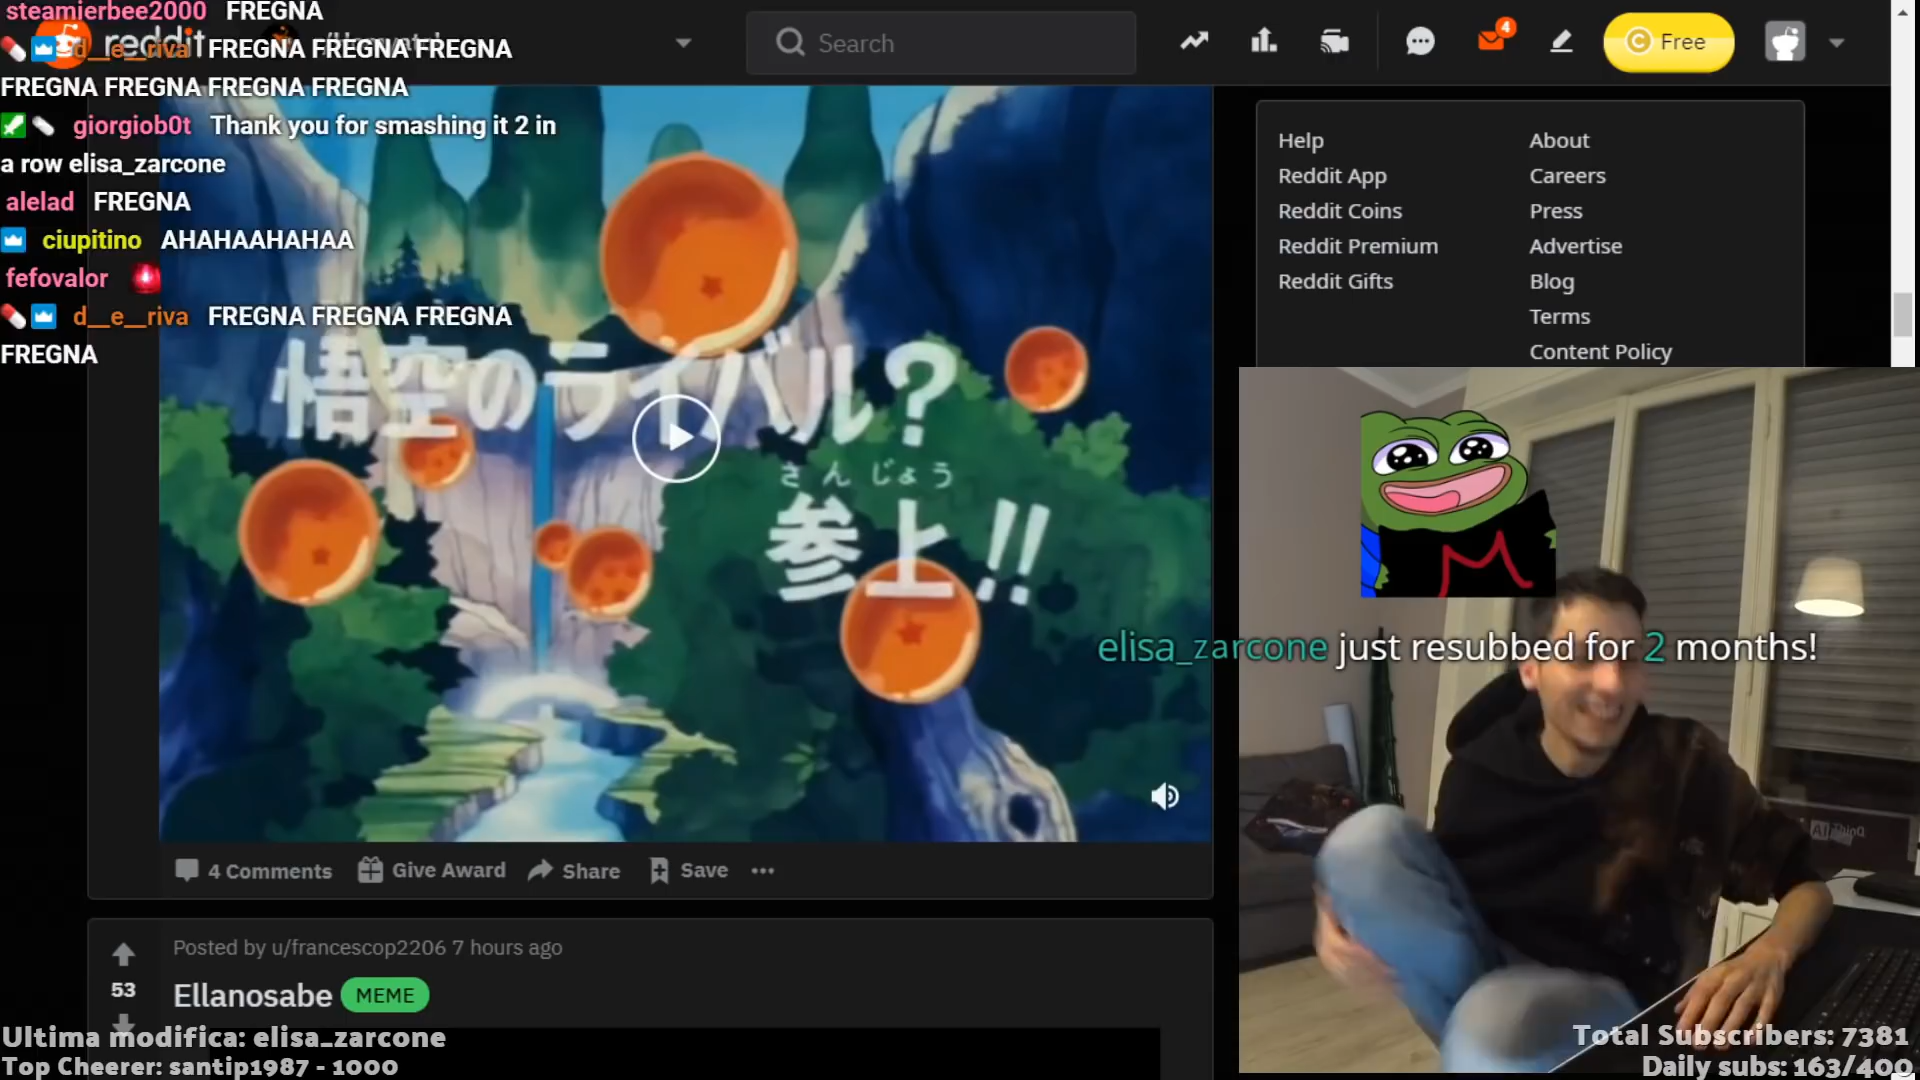 steamierbee2000 FREGNA
d__e__riva FREGNA FREGNA FREGNA
FREGNA FREGNA FREGNA FREGNA
giorgiob0t Thank you for smashing it 2 in
a row elisa_zarcone
alelad FREGNA
ciupitino AHAHAAHAHAA
fefovalor
d__e__riva FREGNA FREGNA FREGNA
FREGNA
reddit
Search
4
Free
Help
About
Reddit App
Careers
Reddit Coins
Press
Reddit Premium
Advertise
Reddit Gifts
Blog
Terms
Content Policy
悟空のライバル?
さんじょう
参上!!
elisa_zarcone just resubbed for 2 months!
4 Comments Give Award Share Save
Posted by u/francescop2206 7 hours ago
53
Ellanosabe MEME
Ultima modifica: elisa_zarcone
Top Cheerer: santip1987 - 1000
Total Subscribers: 7381
Daily subs: 163/400